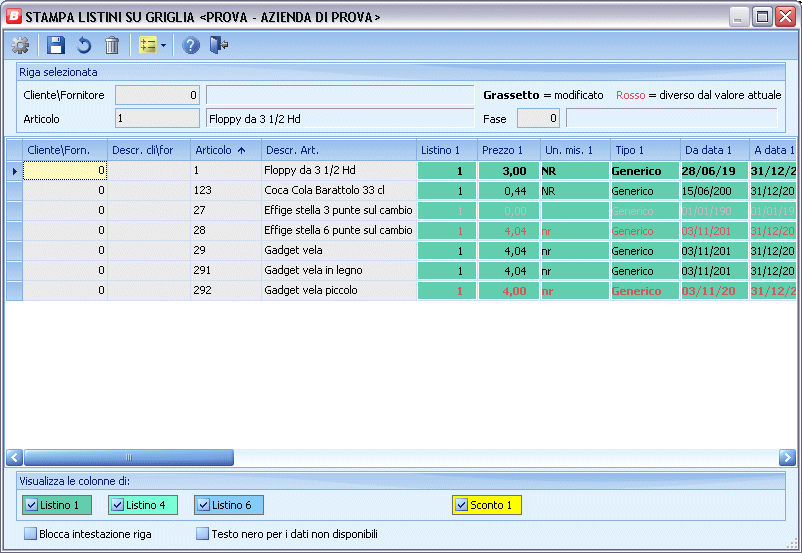 STAMPA LISTINI SU GRIGLIA <PROVA - AZIENDA DI PROVA>
Riga selezionata
Cliente\Fornitore 0 Grassetto = modificato Rosso = diverso dal valore attuale
Articolo 1 Floppy da 3 1/2 Hd Fase 0
Cliente\Forn. Descr. cli\for Articolo Descr. Art. Listino 1 Prezzo 1 Un. mis. 1 Tipo 1 Da data 1 A data 1
0 1 Floppy da 3 1/2 Hd 1 3,00 NR Generico 28/06/19 31/12/2
0 123 Coca Cola Barattolo 33 cl 1 0,44 NR Generico 15/06/200 31/12/20
0 27 Effige stella 3 punte sul cambio 1 0,00 Generico 01/01/190 01/01/19
0 28 Effige stella 6 punte sul cambio 1 4,04 nr Generico 03/11/201 31/12/20
0 29 Gadget vela 1 4,04 nr Generico 03/11/201 31/12/20
0 291 Gadget vela in legno 1 4,04 nr Generico 03/11/201 31/12/20
0 292 Gadget vela piccolo 1 4,00 nr Generico 03/11/20 31/12/2
Visualizza le colonne di:
Listino 1 Listino 4 Listino 6 Sconto 1
Blocca intestazione riga Testo nero per i dati non disponibili